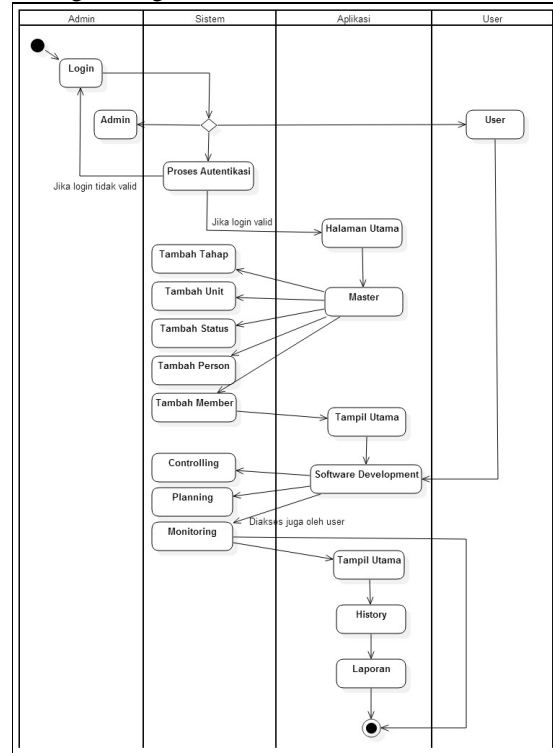 Admin
Sistem
Aplikasi
User
Login
Admin
User
Proses Autentikasi
Jika login tidak valid
Jika login valid
Halaman Utama
Tambah Tahap
Tambah Unit
Master
Tambah Status
Tambah Person
Tambah Member
Tampil Utama
Controlling
Software Development
Planning
Diakses juga oleh user
Monitoring
Tampil Utama
History
Laporan